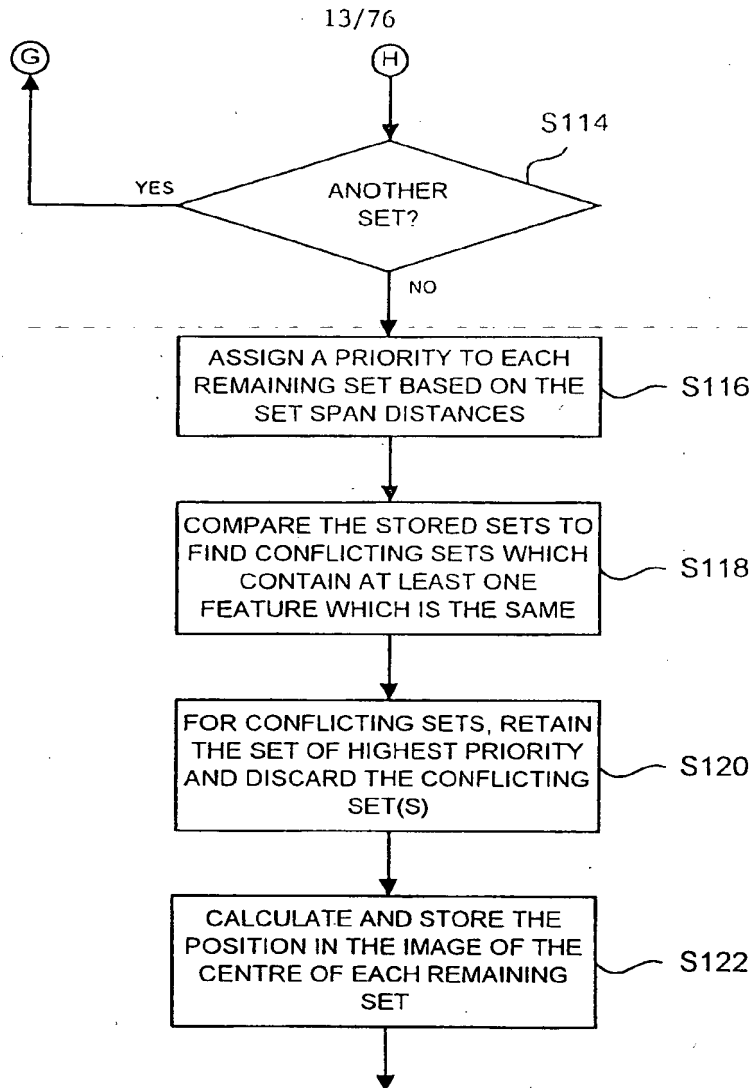 13/76
G
H
S114
YES
ANOTHER
SET?
NO
ASSIGN A PRIORITY TO EACH
REMAINING SET BASED ON THE
SET SPAN DISTANCES
S116
COMPARE THE STORED SETS TO
FIND CONFLICTING SETS WHICH
CONTAIN AT LEAST ONE
FEATURE WHICH IS THE SAME
S118
FOR CONFLICTING SETS, RETAIN
THE SET OF HIGHEST PRIORITY
AND DISCARD THE CONFLICTING
SET(S)
S120
CALCULATE AND STORE THE
POSITION IN THE IMAGE OF THE
CENTRE OF EACH REMAINING
SET
S122